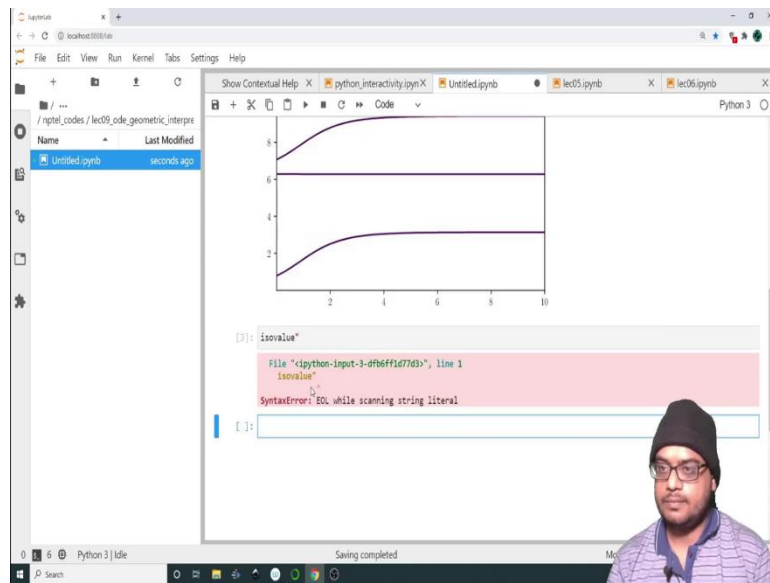 Jupyterlab
localhost:8888/lab
File Edit View Run Kernel Tabs Settings Help
Show Contextual Help X python_interactivity.ipyn X Untitled.ipynb lec05.ipynb X lec06.ipynb X
Code Python 3
/ ...
/ nptel_codes / lec09_ode_geometric_interpre
Name Last Modified
Untitled.ipynb seconds ago
8
6
4
2
2 4 6 8 10
[3]: isovalue"
File "<ipython-input-3-dfb6ff1d77d3>", line 1
isovalue"
^
SyntaxError: EOL while scanning string literal
[ ]:
0 6 Python 3 | Idle Saving completed Mo
Search